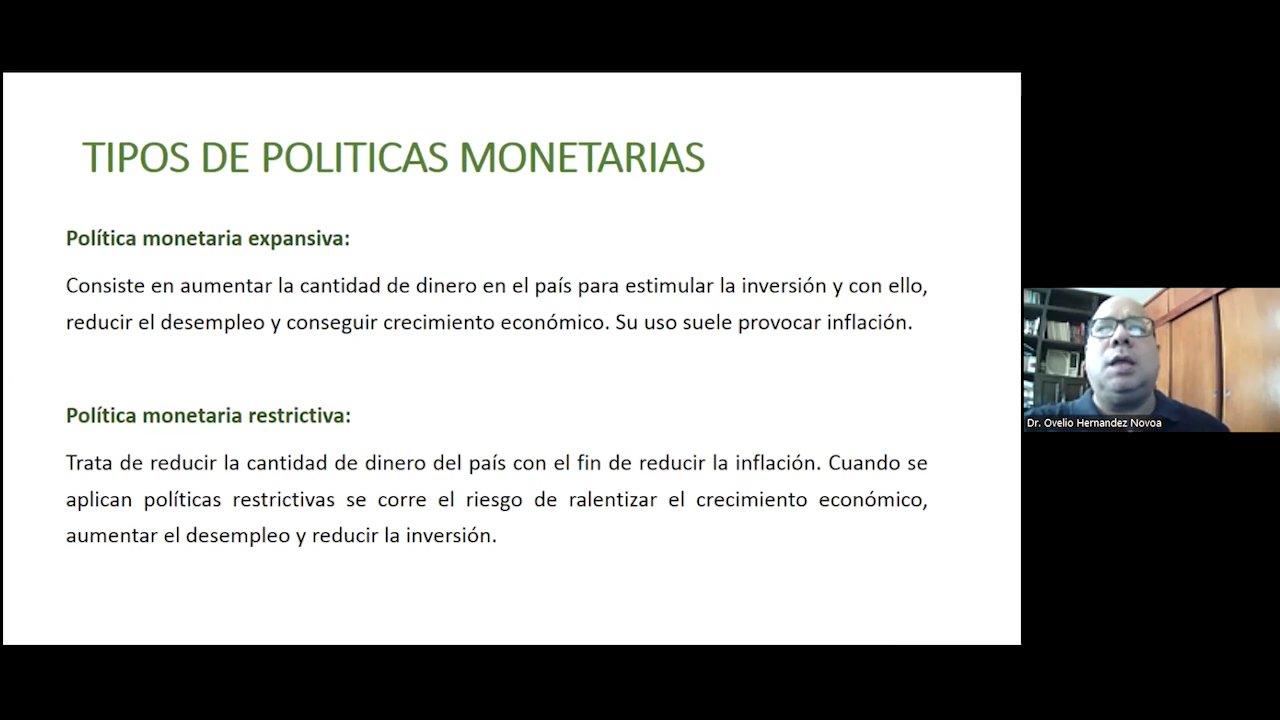 TIPOS DE POLITICAS MONETARIAS
Política monetaria expansiva:
Consiste en aumentar la cantidad de dinero en el país para estimular la inversión y con ello,
reducir el desempleo y conseguir crecimiento económico. Su uso suele provocar inflación.
Política monetaria restrictiva:
Trata de reducir la cantidad de dinero del país con el fin de reducir la inflación. Cuando se
aplican políticas restrictivas se corre el riesgo de ralentizar el crecimiento económico,
aumentar el desempleo y reducir la inversión.
Dr. Ovelio Hernandez Novoa